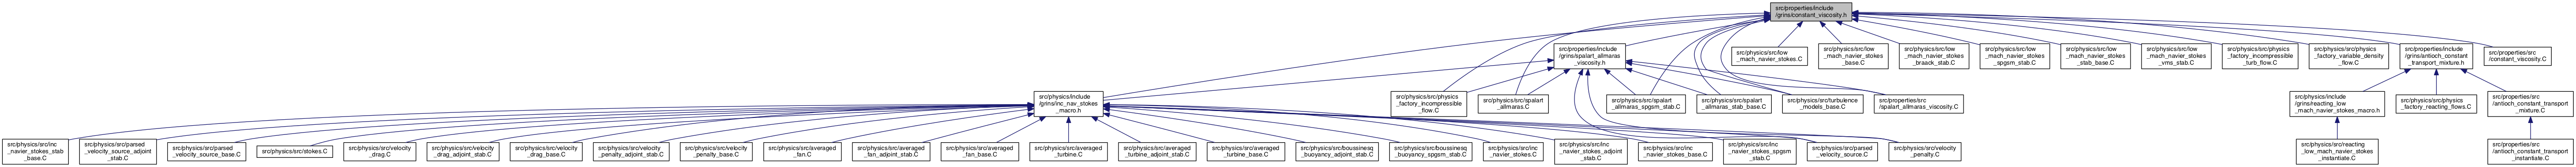 src/properties/include
/grins/constant_viscosity.h
src/properties/include
/grins/spalart_allmaras
_viscosity.h
src/physics/src/low
_mach_navier_stokes.C
src/physics/src/low
_mach_navier_stokes
_base.C
src/physics/src/low
_mach_navier_stokes
_braack_stab.C
src/physics/src/low
_mach_navier_stokes
_spgsm_stab.C
src/physics/src/low
_mach_navier_stokes
_stab_base.C
src/physics/src/low
_mach_navier_stokes
_vms_stab.C
src/physics/src/physics
_factory_incompressible
_turb_flow.C
src/physics/src/physics
_factory_variable_density
_flow.C
src/properties/include
/grins/antioch_constant
_transport_mixture.h
src/properties/src
/constant_viscosity.C
src/physics/include
/grins/inc_nav_stokes
_macro.h
src/physics/src/physics
_factory_incompressible
_flow.C
src/physics/src/spalart
_allmaras.C
src/physics/src/spalart
_allmaras_spgsm_stab.C
src/physics/src/spalart
_allmaras_stab_base.C
src/physics/src/turbulence
_models_base.C
src/properties/src
/spalart_allmaras_viscosity.C
src/physics/include
/grins/reacting_low
_mach_navier_stokes_macro.h
src/physics/src/physics
_factory_reacting_flows.C
src/properties/src
/antioch_constant_transport
_mixture.C
src/physics/src/inc
_navier_stokes_stab
_base.C
src/physics/src/parsed
_velocity_source_adjoint
_stab.C
src/physics/src/parsed
_velocity_source_base.C
src/physics/src/stokes.C
src/physics/src/velocity
_drag.C
src/physics/src/velocity
_drag_adjoint_stab.C
src/physics/src/velocity
_drag_base.C
src/physics/src/velocity
_penalty_adjoint_stab.C
src/physics/src/velocity
_penalty_base.C
src/physics/src/averaged
_fan.C
src/physics/src/averaged
_fan_adjoint_stab.C
src/physics/src/averaged
_fan_base.C
src/physics/src/averaged
_turbine.C
src/physics/src/averaged
_turbine_adjoint_stab.C
src/physics/src/averaged
_turbine_base.C
src/physics/src/boussinesq
_buoyancy_adjoint_stab.C
src/physics/src/boussinesq
_buoyancy_spgsm_stab.C
src/physics/src/inc
_navier_stokes.C
src/physics/src/inc
_navier_stokes_adjoint
_stab.C
src/physics/src/inc
_navier_stokes_base.C
src/physics/src/inc
_navier_stokes_spgsm
_stab.C
src/physics/src/parsed
_velocity_source.C
src/physics/src/velocity
_penalty.C
src/physics/src/reacting
_low_mach_navier_stokes
_instantiate.C
src/properties/src
/antioch_constant_transport
_instantiate.C